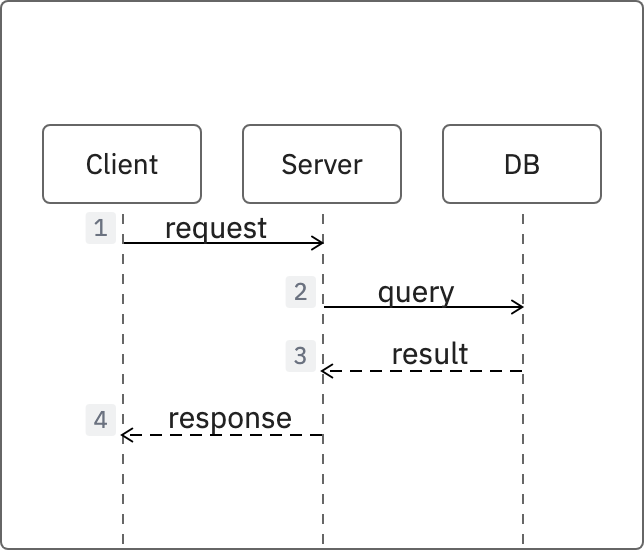 Client
Server
DB
1 request
2 query
3 result
4 response